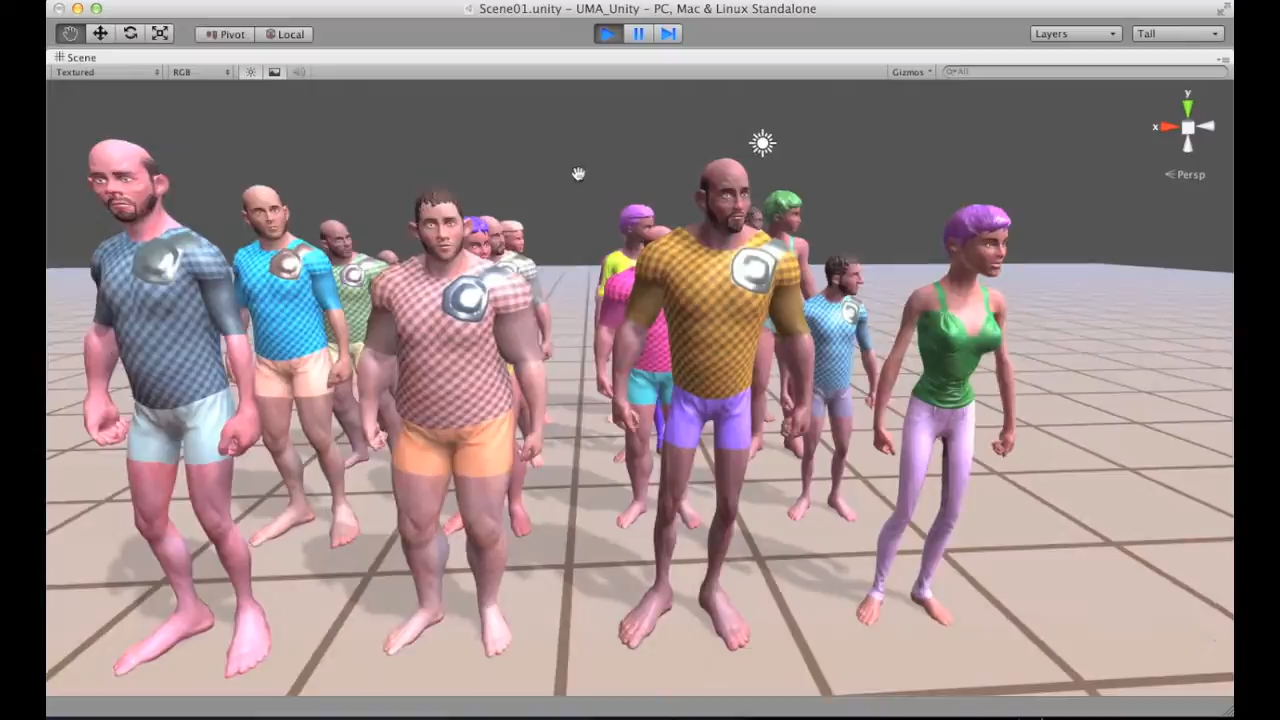 Scene01.unity - UMA_Unity - PC, Mac & Linux Standalone
Pivot Local Layers Tall
Scene
Textured RGB Gizmos All
y
x
Persp